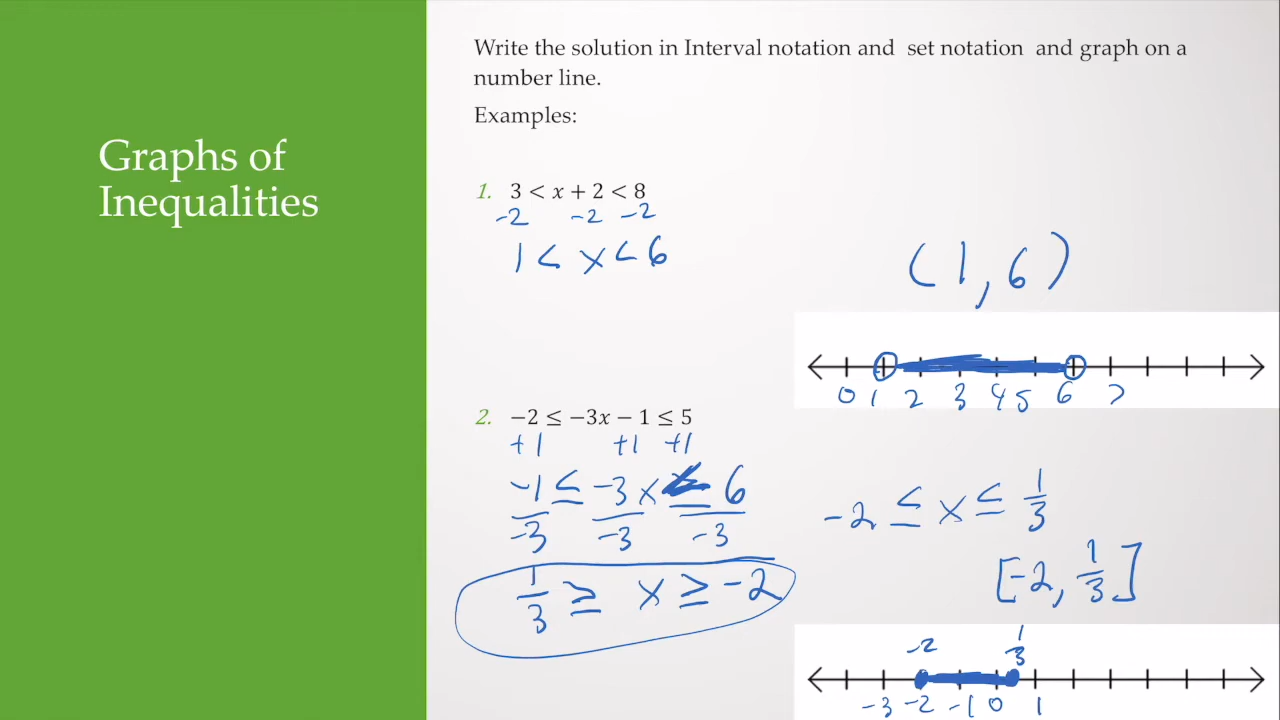 Graphs of
Inequalities
Write the solution in Interval notation and set notation and graph on a
number line.
Examples:
1. 3 < x + 2 < 8
-2 -2 -2
1 < x < 6
(1, 6)
0 1 2 3 4 5 6 7
2. −2 ≤ −3x − 1 ≤ 5
+1 +1 +1
-1 ≤ -3x ≤ 6
-3 -3 -3
1/3 ≥ x ≥ -2
-2 ≤ x ≤ 1/3
[-2, 1/3]
-2 1/3
-3 -2 -1 0 1